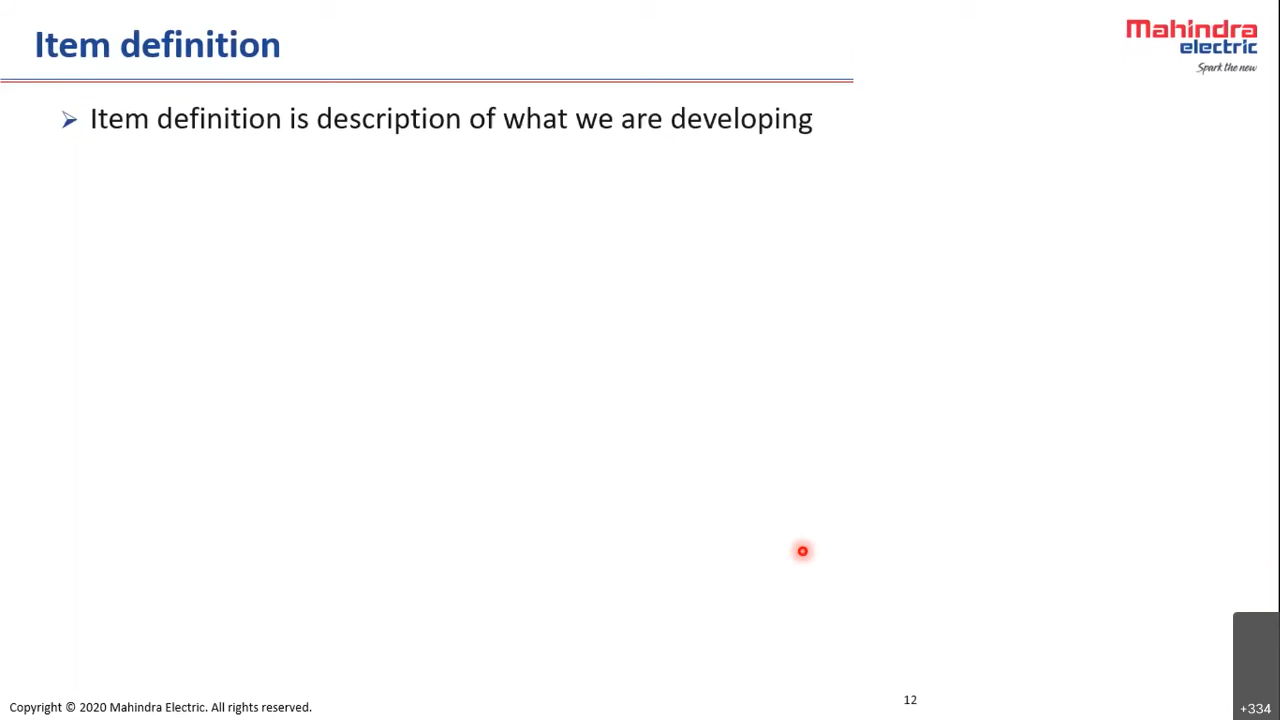 Item definition
Mahindra
electric
Spark the new
Item definition is description of what we are developing
Copyright © 2020 Mahindra Electric. All rights reserved.
12
+334